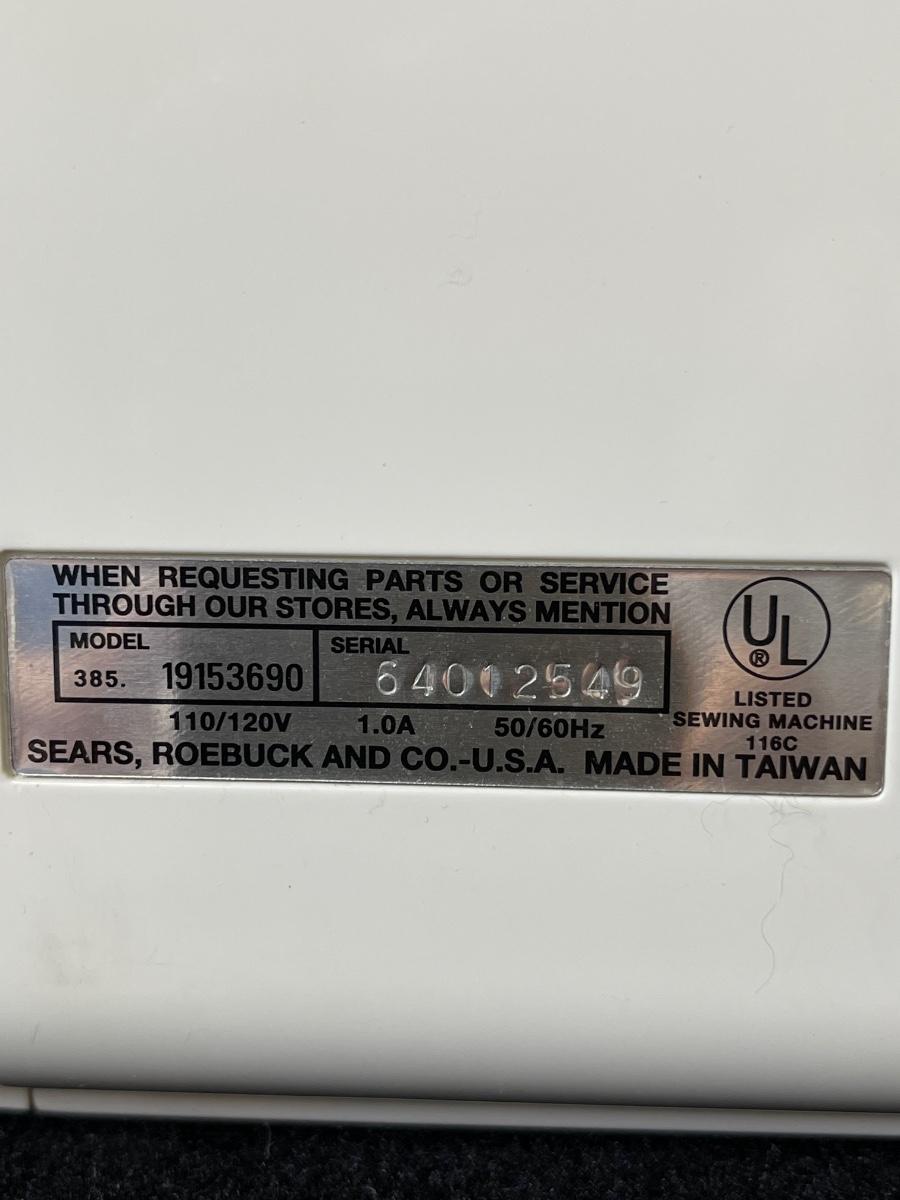 WHEN REQUESTING PARTS OR SERVICE
THROUGH OUR STORES, ALWAYS MENTION
MODEL
385. 19153690
SERIAL
64012549
110/120V 1.0A 50/60Hz
SEARS, ROEBUCK AND CO.-U.S.A. MADE IN TAIWAN
UL®
LISTED
SEWING MACHINE
116C